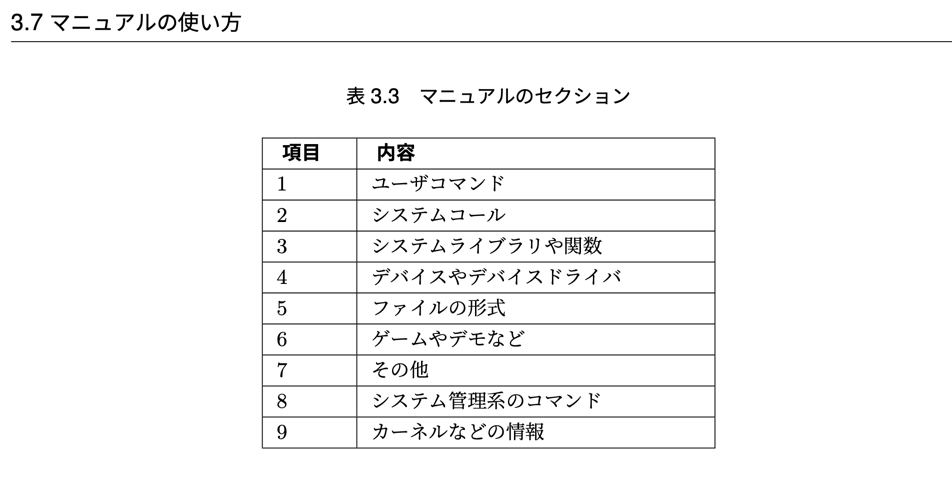 3.7 マニュアルの使い方
表 3.3　マニュアルのセクション
項目 内容
1 ユーザコマンド
2 システムコール
3 システムライブラリや関数
4 デバイスやデバイスドライバ
5 ファイルの形式
6 ゲームやデモなど
7 その他
8 システム管理系のコマンド
9 カーネルなどの情報